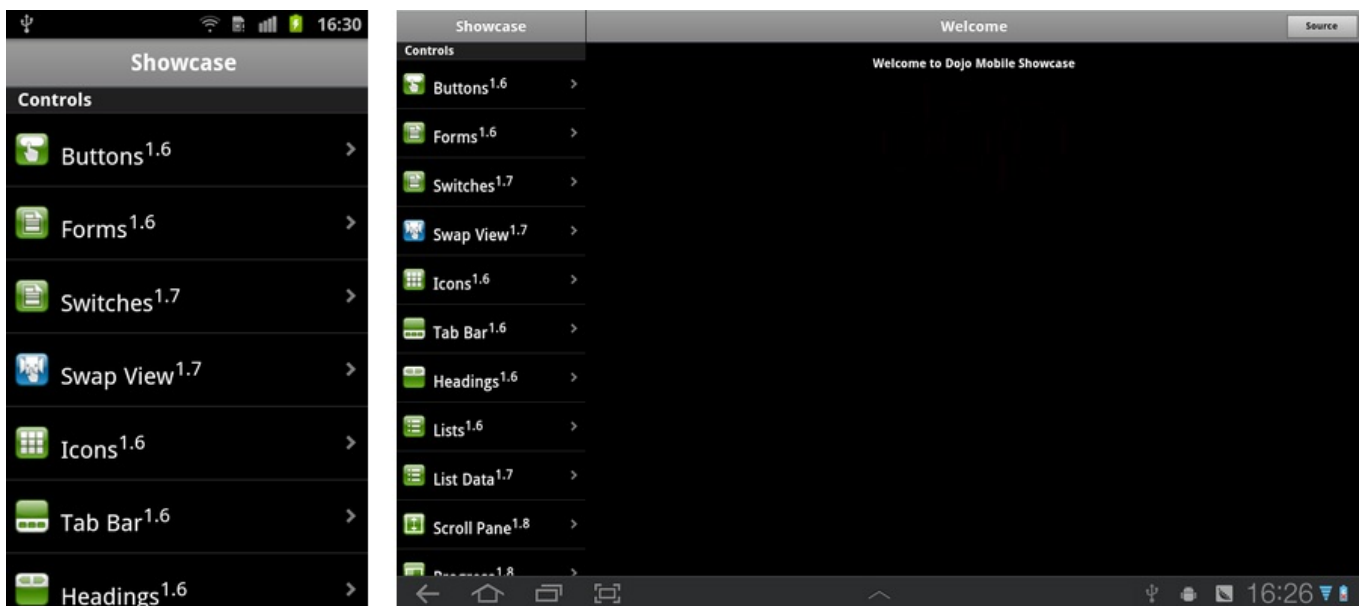 16:30
Showcase
Controls
Buttons1.6
Forms1.6
Switches1.7
Swap View1.7
Icons1.6
Tab Bar1.6
Headings1.6
Showcase
Controls
Buttons1.6
Forms1.6
Switches1.7
Swap View1.7
Icons1.6
Tab Bar1.6
Headings1.6
Lists1.6
List Data1.7
Scroll Pane1.8
Progress1.8
Welcome
Source
Welcome to Dojo Mobile Showcase
16:26